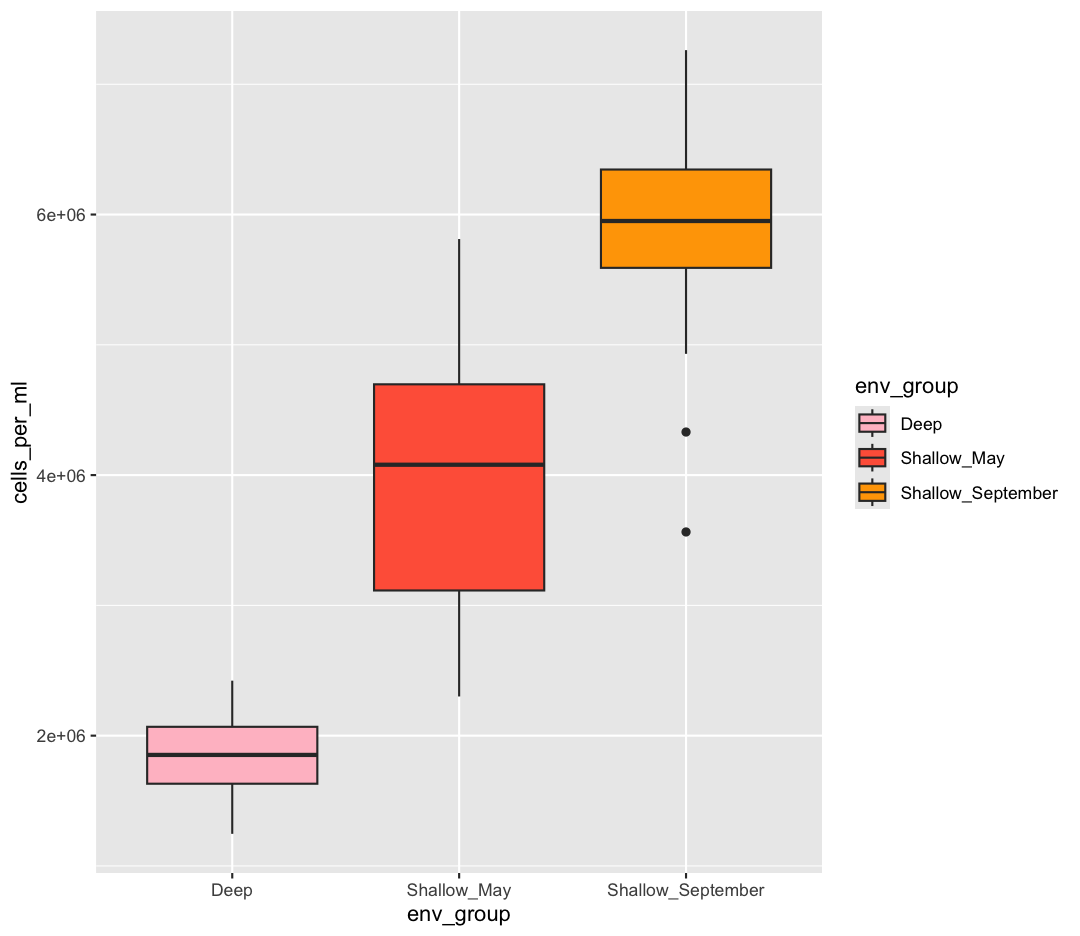 cells_per_ml
6e+06
4e+06
2e+06
Deep
Shallow_May
Shallow_September
env_group
env_group
Deep
Shallow_May
Shallow_September